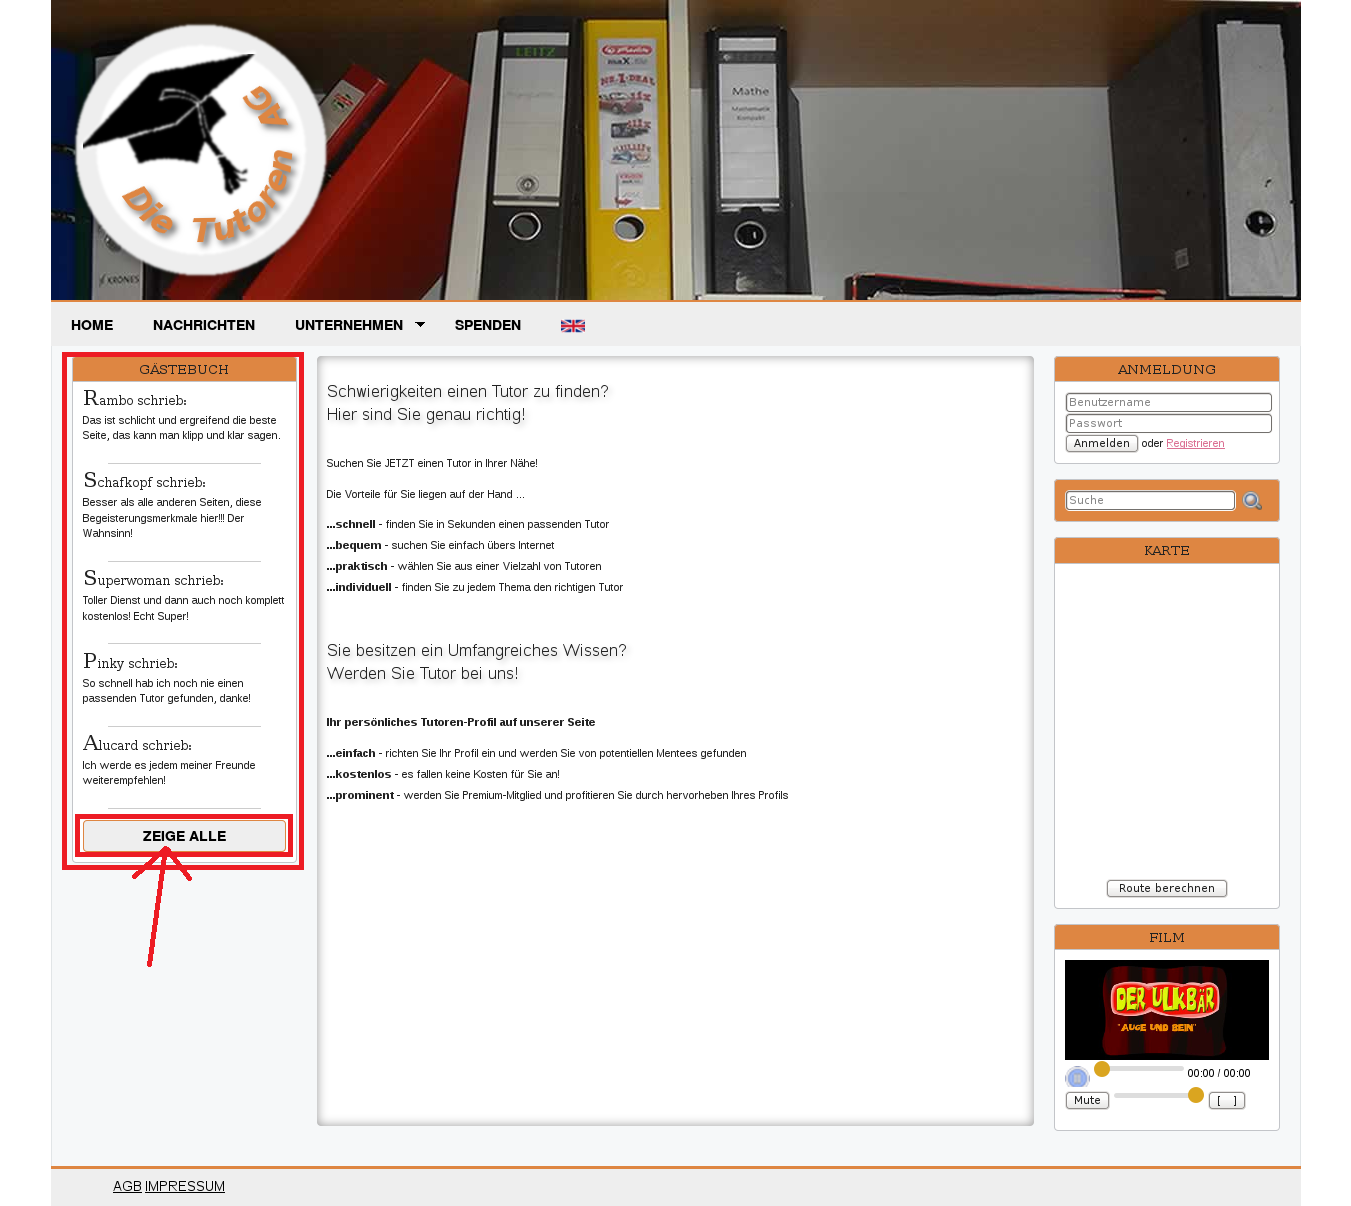 Die Tutoren AG
LEITZ
maX.file
Mathe
Mathematik
Kompakt
KRONES
HOME
NACHRICHTEN
UNTERNEHMEN
SPENDEN
GÄSTEBUCH
Rambo schrieb:
Das ist schlicht und ergreifend die beste
Seite, das kann man klipp und klar sagen.
Schafkopf schrieb:
Besser als alle anderen Seiten, diese
Begeisterungsmerkmale hier!!! Der
Wahnsinn!
Superwoman schrieb:
Toller Dienst und dann auch noch komplett
kostenlos! Echt Super!
Pinky schrieb:
So schnell hab ich noch nie einen
passenden Tutor gefunden, danke!
Alucard schrieb:
Ich werde es jedem meiner Freunde
weiterempfehlen!
ZEIGE ALLE
Schwierigkeiten einen Tutor zu finden?
Hier sind Sie genau richtig!
Suchen Sie JETZT einen Tutor in Ihrer Nähe!
Die Vorteile für Sie liegen auf der Hand ...
...schnell - finden Sie in Sekunden einen passenden Tutor
...bequem - suchen Sie einfach übers Internet
...praktisch - wählen Sie aus einer Vielzahl von Tutoren
...individuell - finden Sie zu jedem Thema den richtigen Tutor
Sie besitzen ein Umfangreiches Wissen?
Werden Sie Tutor bei uns!
Ihr persönliches Tutoren-Profil auf unserer Seite
...einfach - richten Sie Ihr Profil ein und werden Sie von potentiellen Mentees gefunden
...kostenlos - es fallen keine Kosten für Sie an!
...prominent - werden Sie Premium-Mitglied und profitieren Sie durch hervorheben Ihres Profils
ANMELDUNG
Benutzername
Passwort
Anmelden oder Registrieren
Suche
KARTE
Route berechnen
FILM
DER ULKBÄR
"AUGE UND BEIN"
00:00 / 00:00
Mute
[ ]
AGB IMPRESSUM